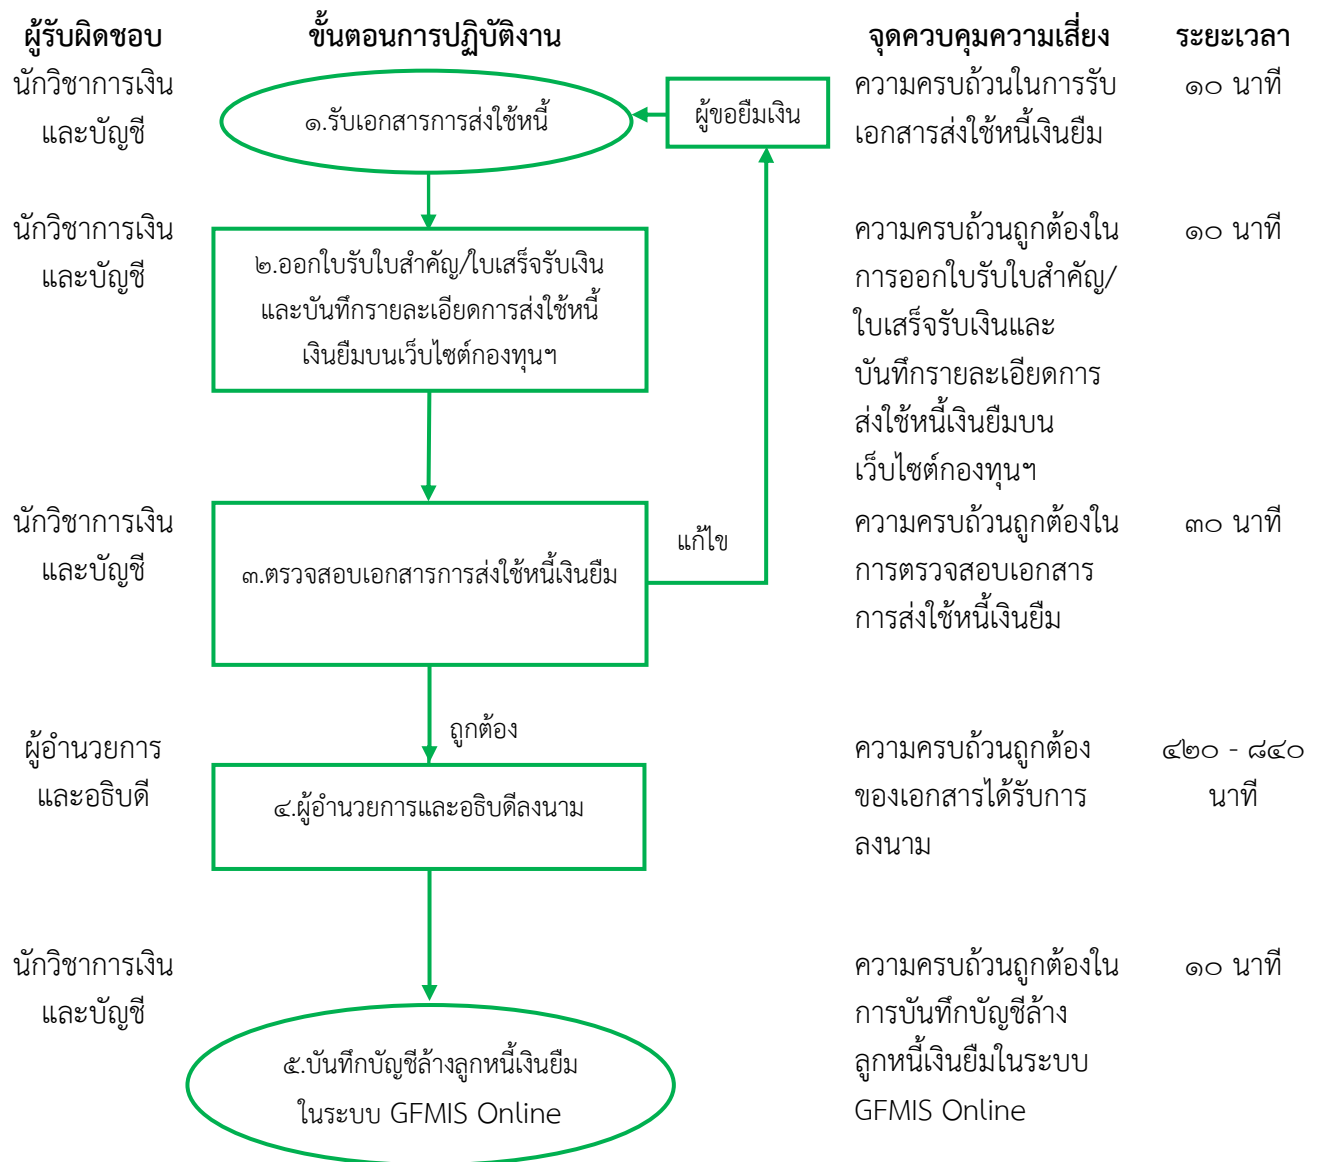 ผู้รับผิดชอบ ขั้นตอนการปฏิบัติงาน จุดควบคุมความเสี่ยง ระยะเวลา
นักวิชาการเงิน
และบัญชี
๑.รับเอกสารการส่งใช้หนี้
ผู้ขอยืมเงิน
ความครบถ้วนในการรับ
เอกสารส่งใช้หนี้เงินยืม
๑๐ นาที
นักวิชาการเงิน
และบัญชี
๒.ออกใบรับใบสำคัญ/ใบเสร็จรับเงิน
และบันทึกรายละเอียดการส่งใช้หนี้
เงินยืมบนเว็บไซต์กองทุนฯ
ความครบถ้วนถูกต้องใน
การออกใบรับใบสำคัญ/
ใบเสร็จรับเงินและ
บันทึกรายละเอียดการ
ส่งใช้หนี้เงินยืมบน
เว็บไซต์กองทุนฯ
๑๐ นาที
นักวิชาการเงิน
และบัญชี
๓.ตรวจสอบเอกสารการส่งใช้หนี้เงินยืม
แก้ไข
ความครบถ้วนถูกต้องใน
การตรวจสอบเอกสาร
การส่งใช้หนี้เงินยืม
๓๐ นาที
ถูกต้อง
ผู้อำนวยการ
และอธิบดี
๔.ผู้อำนวยการและอธิบดีลงนาม
ความครบถ้วนถูกต้อง
ของเอกสารได้รับการ
ลงนาม
๔๒๐ - ๘๔๐
นาที
นักวิชาการเงิน
และบัญชี
๕.บันทึกบัญชีล้างลูกหนี้เงินยืม
ในระบบ GFMIS Online
ความครบถ้วนถูกต้องใน
การบันทึกบัญชีล้าง
ลูกหนี้เงินยืมในระบบ
GFMIS Online
๑๐ นาที